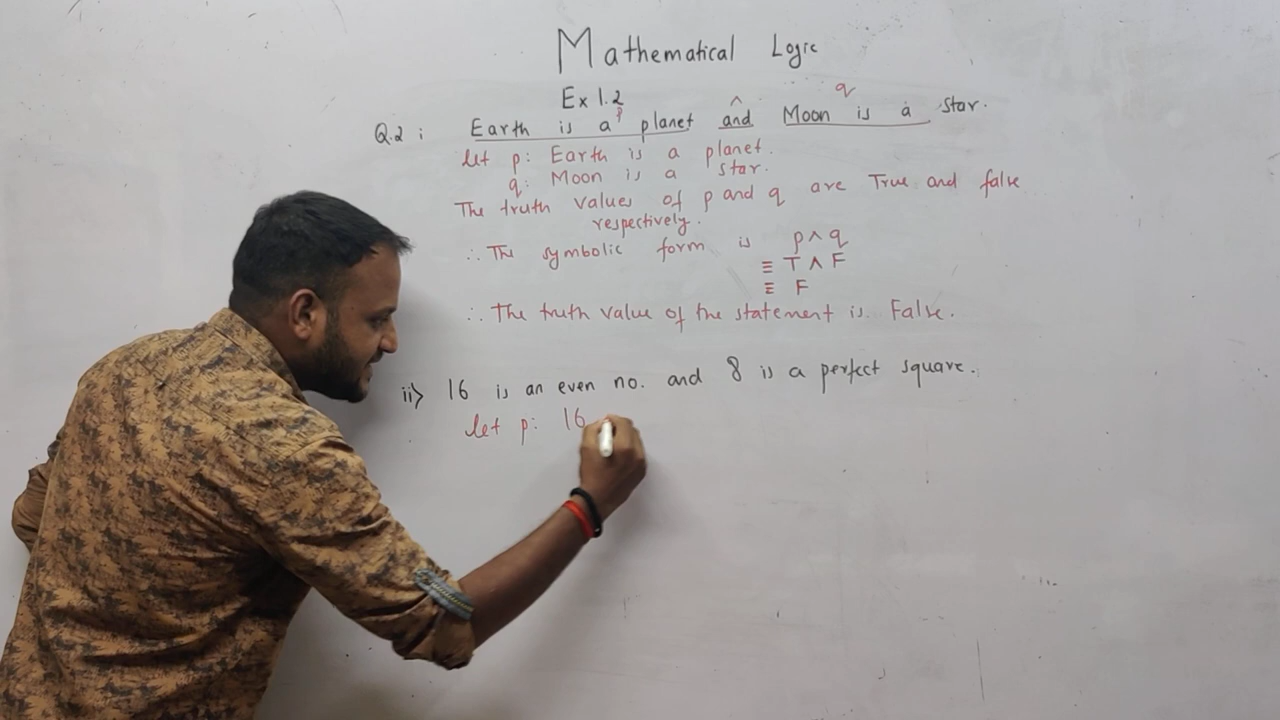 Mathematical Logic
Ex 1.2
^ q
Q.2 : Earth is a p planet and Moon is a star.
let p: Earth is a planet.
q: Moon is a star.
The truth values of p and q are True and false
respectively.
∴ The symbolic form is p ∧ q
≡ T ∧ F
≡ F
∴ The truth value of the statement is False.
ii) 16 is an even no. and 8 is a perfect square.
let p: 16